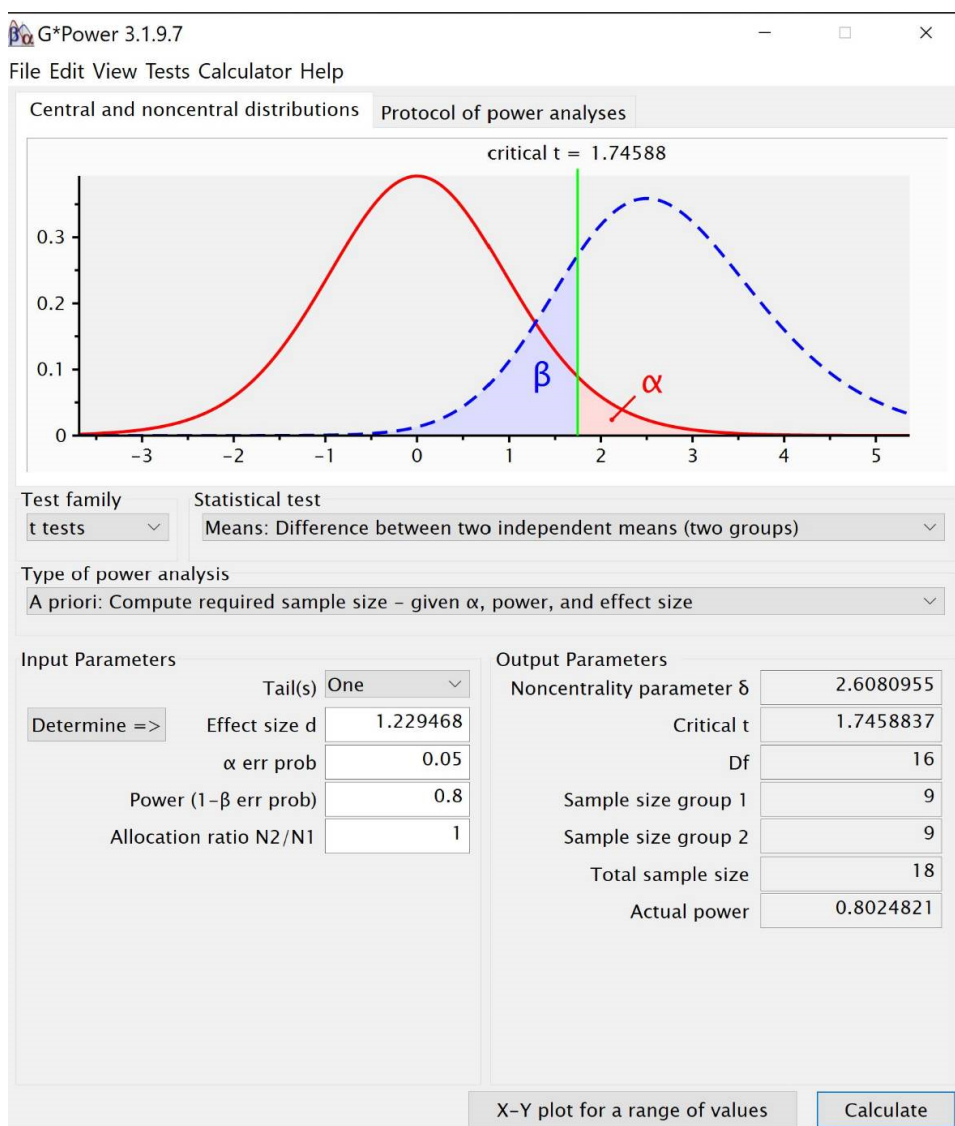 G*Power 3.1.9.7
File Edit View Tests Calculator Help
Central and noncentral distributions Protocol of power analyses
critical t = 1.74588
0.3
0.2
0.1
0
β
α
-3 -2 -1 0 1 2 3 4 5
Test family Statistical test
t tests Means: Difference between two independent means (two groups)
Type of power analysis
A priori: Compute required sample size – given α, power, and effect size
Input Parameters Output Parameters
Tail(s) One Noncentrality parameter δ 2.6080955
Determine => Effect size d 1.229468 Critical t 1.7458837
α err prob 0.05 Df 16
Power (1-β err prob) 0.8 Sample size group 1 9
Allocation ratio N2/N1 1 Sample size group 2 9
Total sample size 18
Actual power 0.8024821
X-Y plot for a range of values Calculate